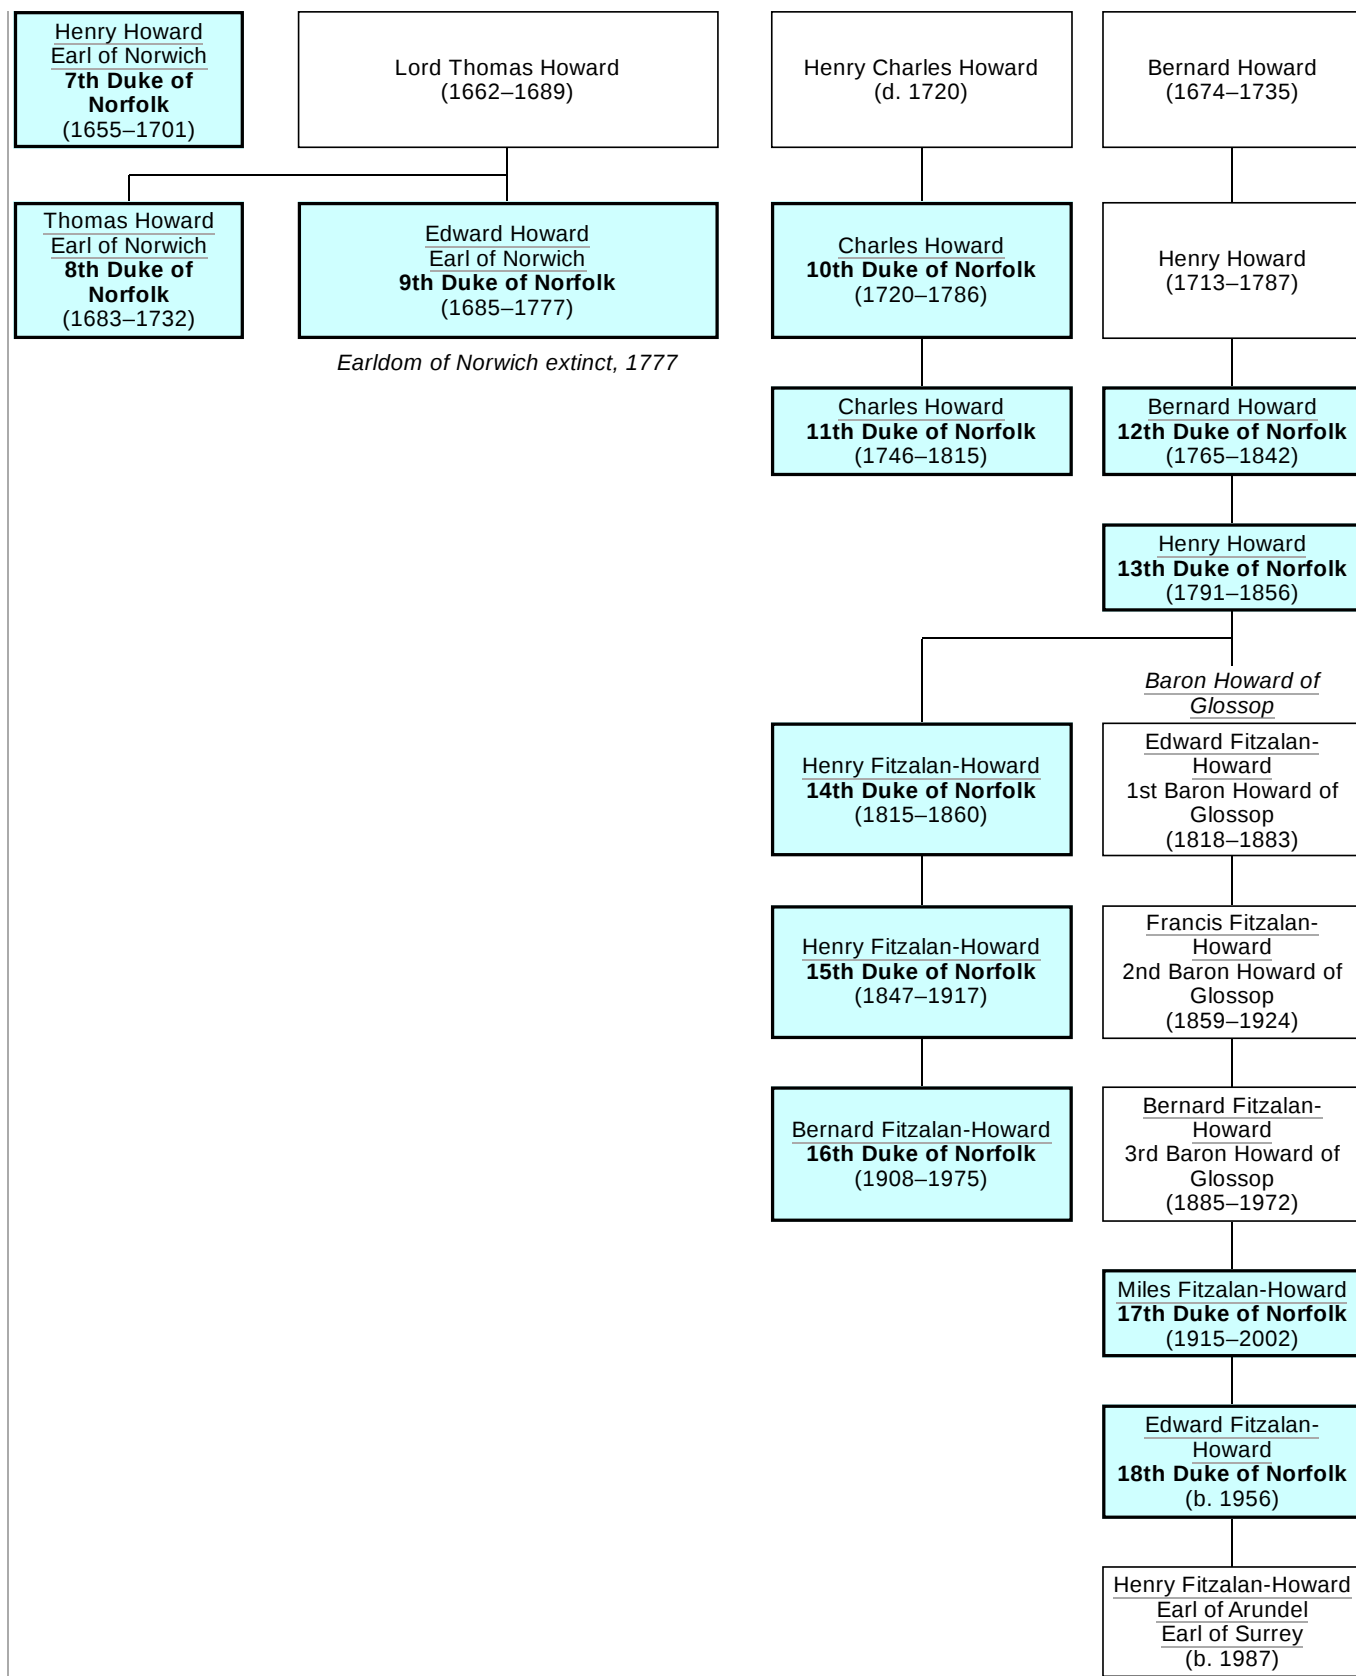 Henry Howard
Earl of Norwich
7th Duke of
Norfolk
(1655–1701)
Lord Thomas Howard
(1662–1689)
Henry Charles Howard
(d. 1720)
Bernard Howard
(1674–1735)
Thomas Howard
Earl of Norwich
8th Duke of
Norfolk
(1683–1732)
Edward Howard
Earl of Norwich
9th Duke of Norfolk
(1685–1777)
Charles Howard
10th Duke of Norfolk
(1720–1786)
Henry Howard
(1713–1787)
Earldom of Norwich extinct, 1777
Charles Howard
11th Duke of Norfolk
(1746–1815)
Bernard Howard
12th Duke of Norfolk
(1765–1842)
Henry Howard
13th Duke of Norfolk
(1791–1856)
Baron Howard of
Glossop
Henry Fitzalan-Howard
14th Duke of Norfolk
(1815–1860)
Edward Fitzalan-
Howard
1st Baron Howard of
Glossop
(1818–1883)
Henry Fitzalan-Howard
15th Duke of Norfolk
(1847–1917)
Francis Fitzalan-
Howard
2nd Baron Howard of
Glossop
(1859–1924)
Bernard Fitzalan-Howard
16th Duke of Norfolk
(1908–1975)
Bernard Fitzalan-
Howard
3rd Baron Howard of
Glossop
(1885–1972)
Miles Fitzalan-Howard
17th Duke of Norfolk
(1915–2002)
Edward Fitzalan-
Howard
18th Duke of Norfolk
(b. 1956)
Henry Fitzalan-Howard
Earl of Arundel
Earl of Surrey
(b. 1987)